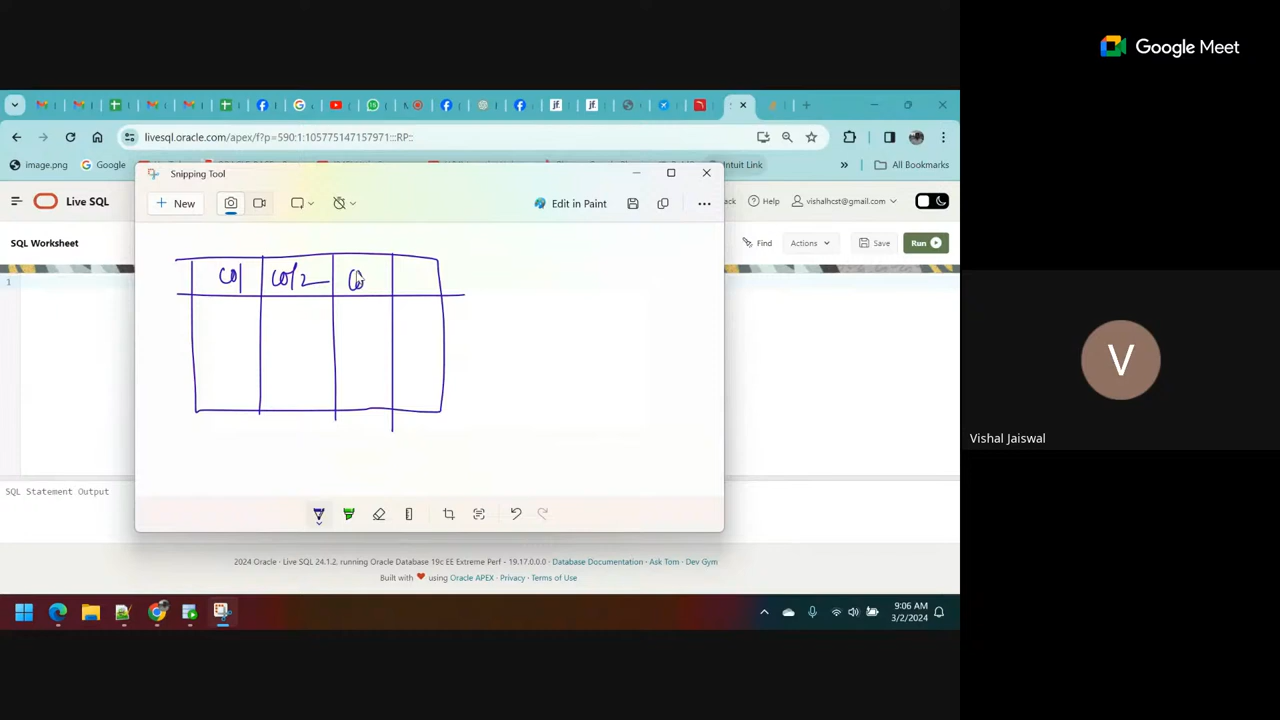 Google Meet
livesql.oracle.com/apex/f?p=590:1:105775147157971:::RP::
image.png Google Intuit Link All Bookmarks
Snipping Tool
New Edit in Paint
Live SQL Help vishalhcst@gmail.com
SQL Worksheet Find Actions Save Run
1
col col2
SQL Statement Output
V
Vishal Jaiswal
2024 Oracle · Live SQL 24.1.2, running Oracle Database 19c EE Extreme Perf - 19.17.0.0.0 · Database Documentation · Ask Tom · Dev Gym
Built with ❤ using Oracle APEX · Privacy · Terms of Use
9:06 AM
3/2/2024